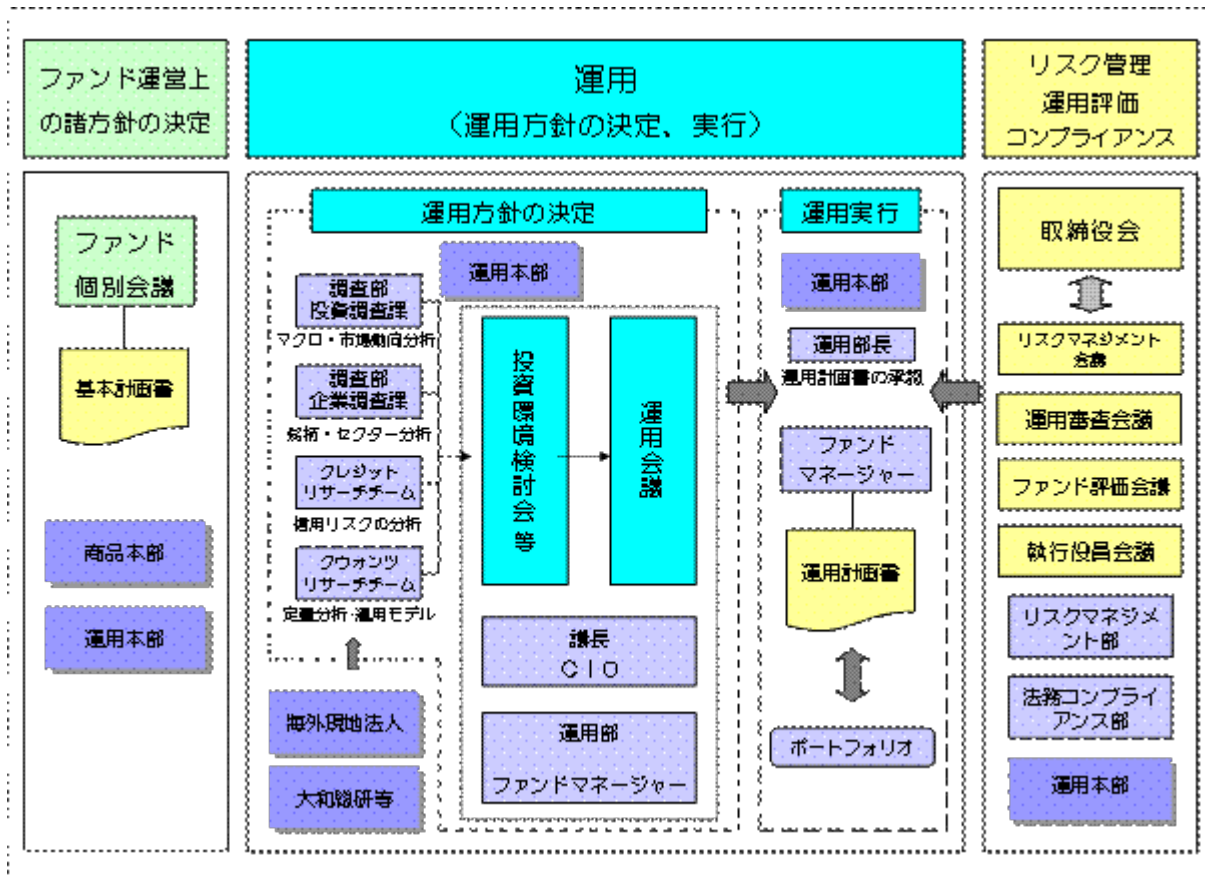 ファンド運営上
の諸方針の決定
運用
（運用方針の決定、実行）
リスク管理
運用評価
コンプライアンス
ファンド
個別会議
基本計画書
商品本部
運用本部
運用方針の決定
運用本部
調査部
投資調査課
マクロ・市場動向分析
調査部
企業調査課
銘柄・セクター分析
クレジット
リサーチチーム
信用リスクの分析
クウォンツ
リサーチチーム
定量分析・運用モデル
海外現地法人
大和総研等
投資環境検討会等
運用会議
議長
ＣＩＯ
運用部
ファンドマネージャー
運用実行
運用本部
運用部長
運用計画書の承認
ファンド
マネージャー
運用計画書
ポートフォリオ
取締役会
リスクマネジメント
会議
運用審査会議
ファンド評価会議
執行役員会議
リスクマネジメ
ント部
法務コンプライ
アンス部
運用本部